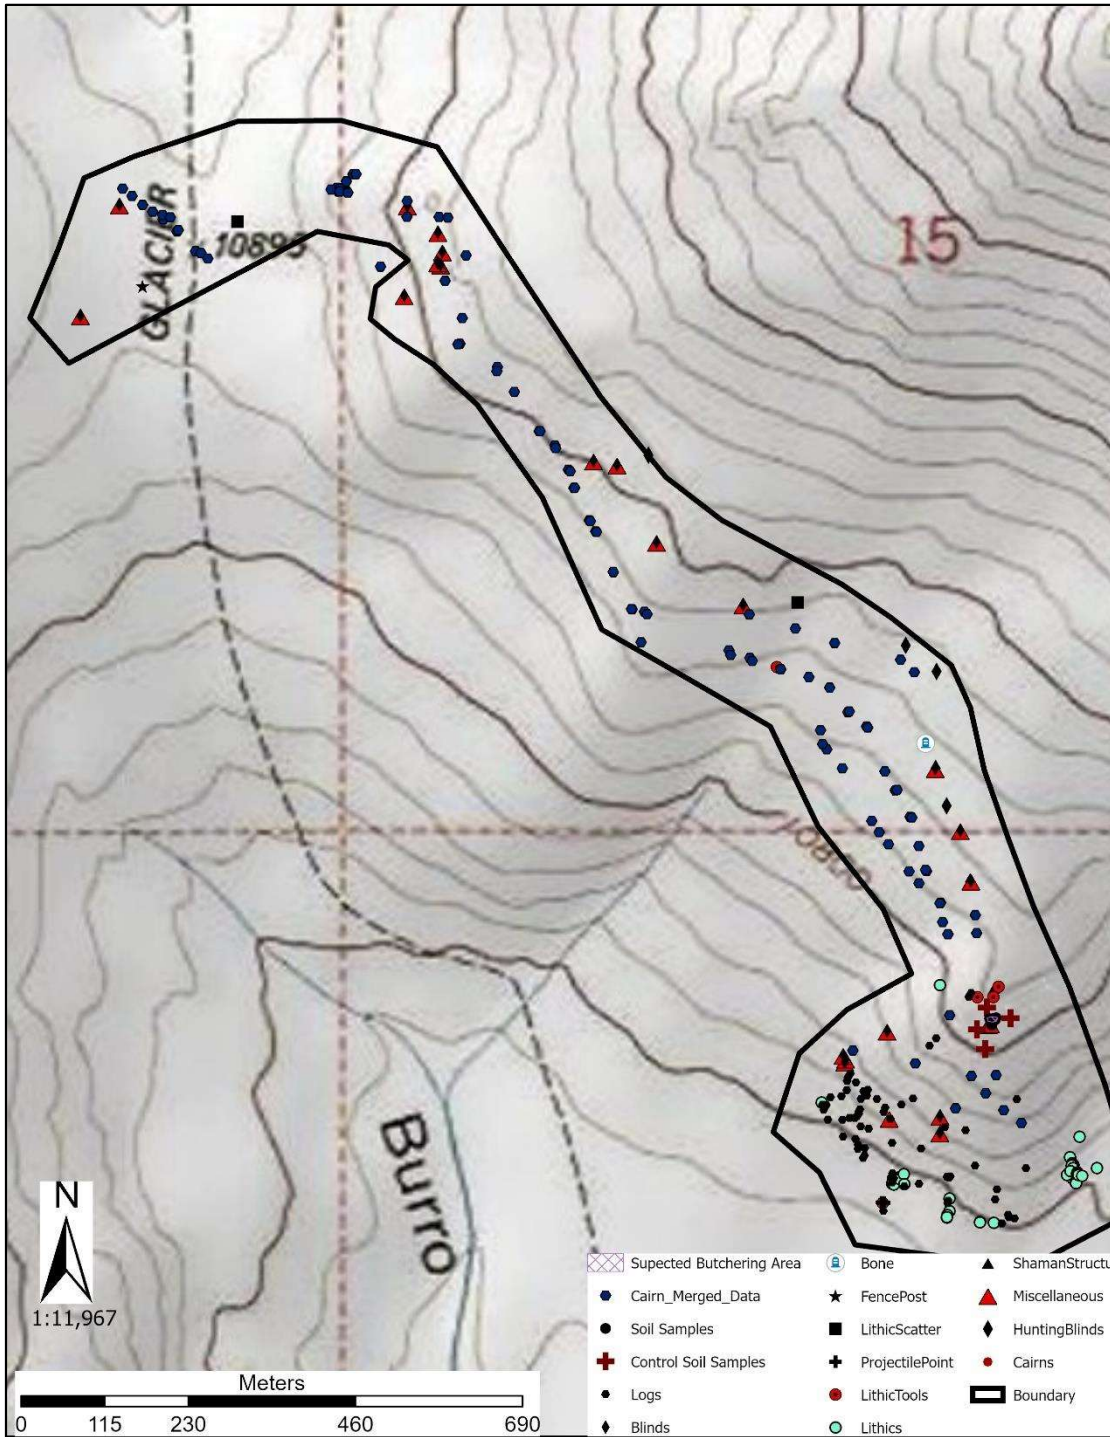 15
GLACIER
10895
10800
Burro
N
1:11,967
Meters
0 115 230 460 690
Supected Butchering Area
Cairn_Merged_Data
Soil Samples
Control Soil Samples
Logs
Blinds
Bone
FencePost
LithicScatter
ProjectilePoint
LithicTools
Lithics
ShamanStructu
Miscellaneous
HuntingBlinds
Cairns
Boundary